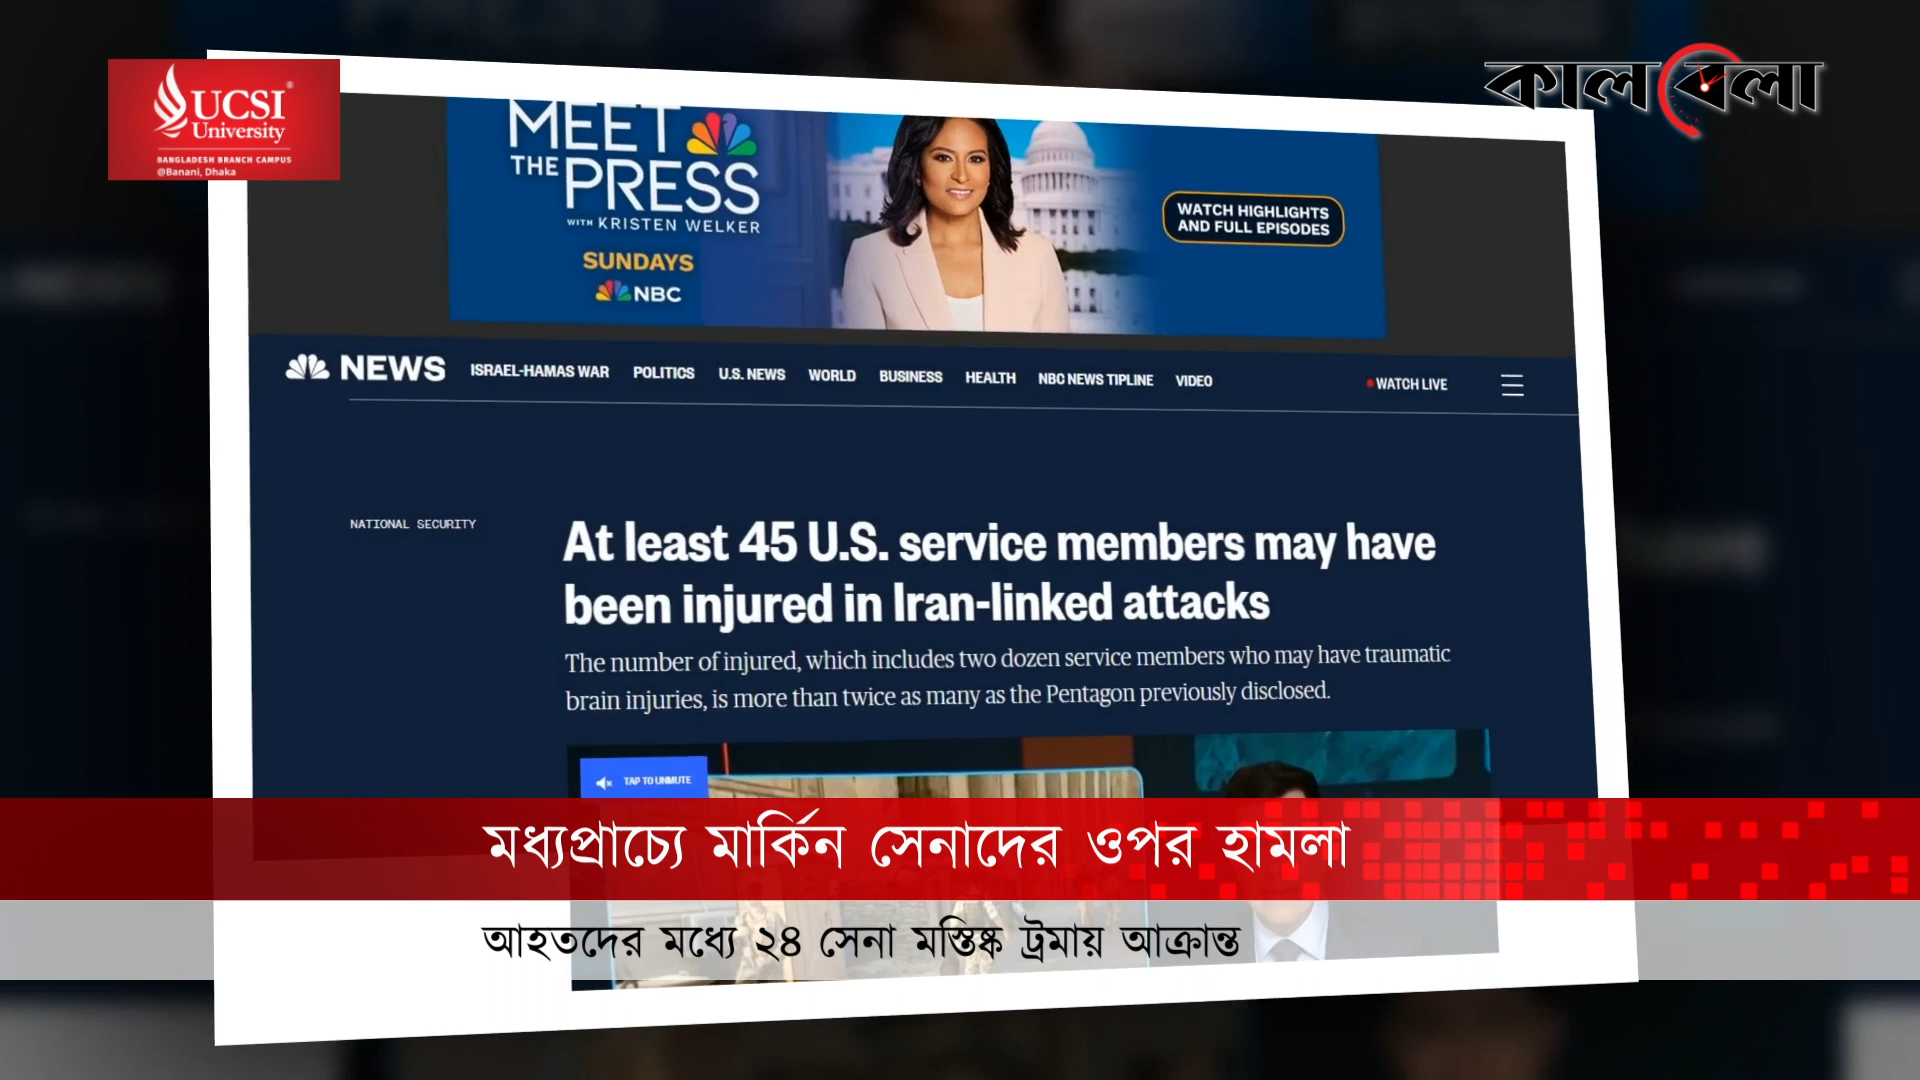 UCSI
University
BANGLADESH BRANCH CAMPUS
@Banani, Dhaka
কালবেলা
MEET
THE PRESS
WITH KRISTEN WELKER
SUNDAYS
NBC
WATCH HIGHLIGHTS
AND FULL EPISODES
NEWS ISRAEL-HAMAS WAR POLITICS U.S. NEWS WORLD BUSINESS HEALTH NBC NEWS TIPLINE VIDEO WATCH LIVE
NATIONAL SECURITY
At least 45 U.S. service members may have
been injured in Iran-linked attacks
The number of injured, which includes two dozen service members who may have traumatic
brain injuries, is more than twice as many as the Pentagon previously disclosed.
TAP TO UNMUTE
মধ্যপ্রাচ্যে মার্কিন সেনাদের ওপর হামলা
আহতদের মধ্যে ২৪ সেনা মস্তিষ্ক ট্রমায় আক্রান্ত